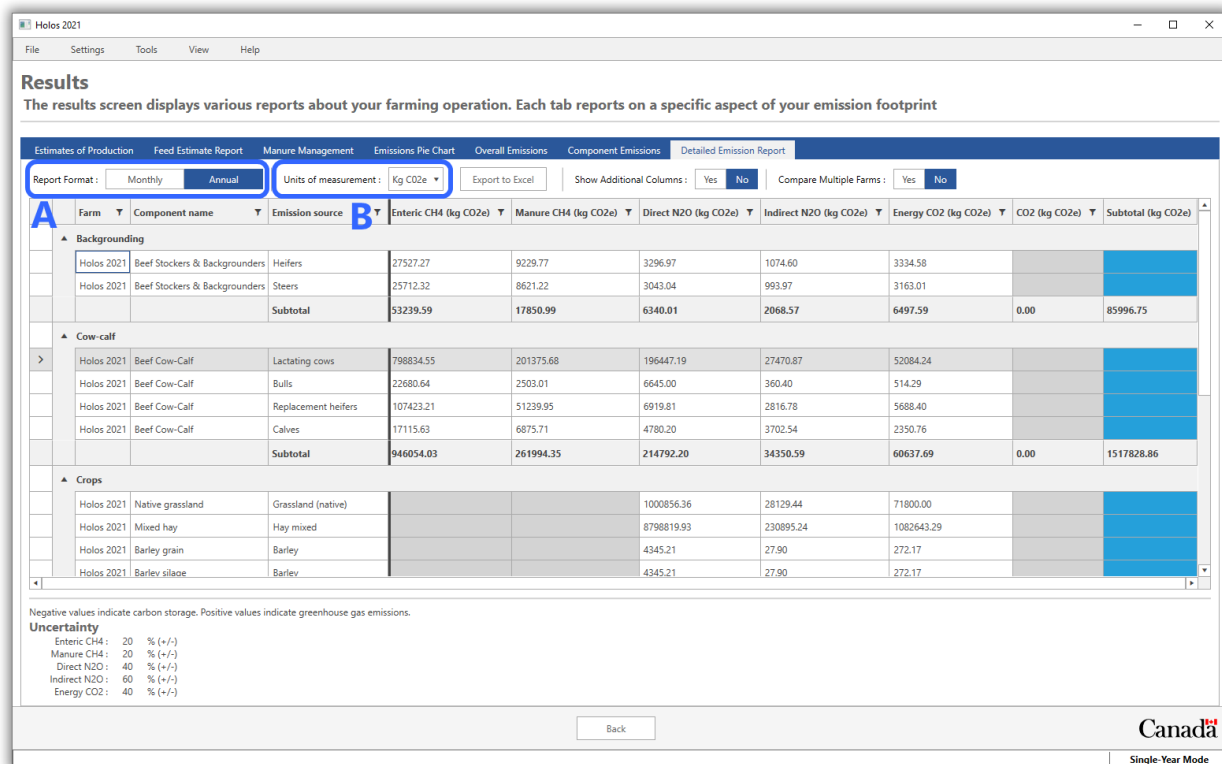 Holos 2021
File Settings Tools View Help
Results
The results screen displays various reports about your farming operation. Each tab reports on a specific aspect of your emission footprint
Estimates of Production Feed Estimate Report Manure Management Emissions Pie Chart Overall Emissions Component Emissions Detailed Emission Report
Report Format : Monthly Annual Units of measurement : Kg C02e Export to Excel Show Additional Columns : Yes No Compare Multiple Farms : Yes No
A B
Farm Component name Emission source Enteric CH4 (kg CO2e) Manure CH4 (kg CO2e) Direct N2O (kg CO2e) Indirect N2O (kg CO2e) Energy CO2 (kg CO2e) CO2 (kg CO2e) Subtotal (kg CO2e)
Backgrounding
Holos 2021 Beef Stockers & Backgrounders Heifers 27527.27 9229.77 3296.97 1074.60 3334.58
Holos 2021 Beef Stockers & Backgrounders Steers 25712.32 8621.22 3043.04 993.97 3163.01
Subtotal 53239.59 17850.99 6340.01 2068.57 6497.59 0.00 85996.75
Cow-calf
Holos 2021 Beef Cow-Calf Lactating cows 798834.55 201375.68 196447.19 27470.87 52084.24
Holos 2021 Beef Cow-Calf Bulls 22680.64 2503.01 6645.00 360.40 514.29
Holos 2021 Beef Cow-Calf Replacement heifers 107423.21 51239.95 6919.81 2816.78 5688.40
Holos 2021 Beef Cow-Calf Calves 17115.63 6875.71 4780.20 3702.54 2350.76
Subtotal 946054.03 261994.35 214792.20 34350.59 60637.69 0.00 1517828.86
Crops
Holos 2021 Native grassland Grassland (native) 1000856.36 28129.44 71800.00
Holos 2021 Mixed hay Hay mixed 8798819.93 230895.24 1082643.29
Holos 2021 Barley grain Barley 4345.21 27.90 272.17
Holos 2021 Barley silage Barley 4345.21 27.90 272.17
Negative values indicate carbon storage. Positive values indicate greenhouse gas emissions.
Uncertainty
Enteric CH4 : 20 % (+/-)
Manure CH4 : 20 % (+/-)
Direct N2O : 40 % (+/-)
Indirect N2O : 60 % (+/-)
Energy CO2 : 40 % (+/-)
Back
Canada
Single-Year Mode